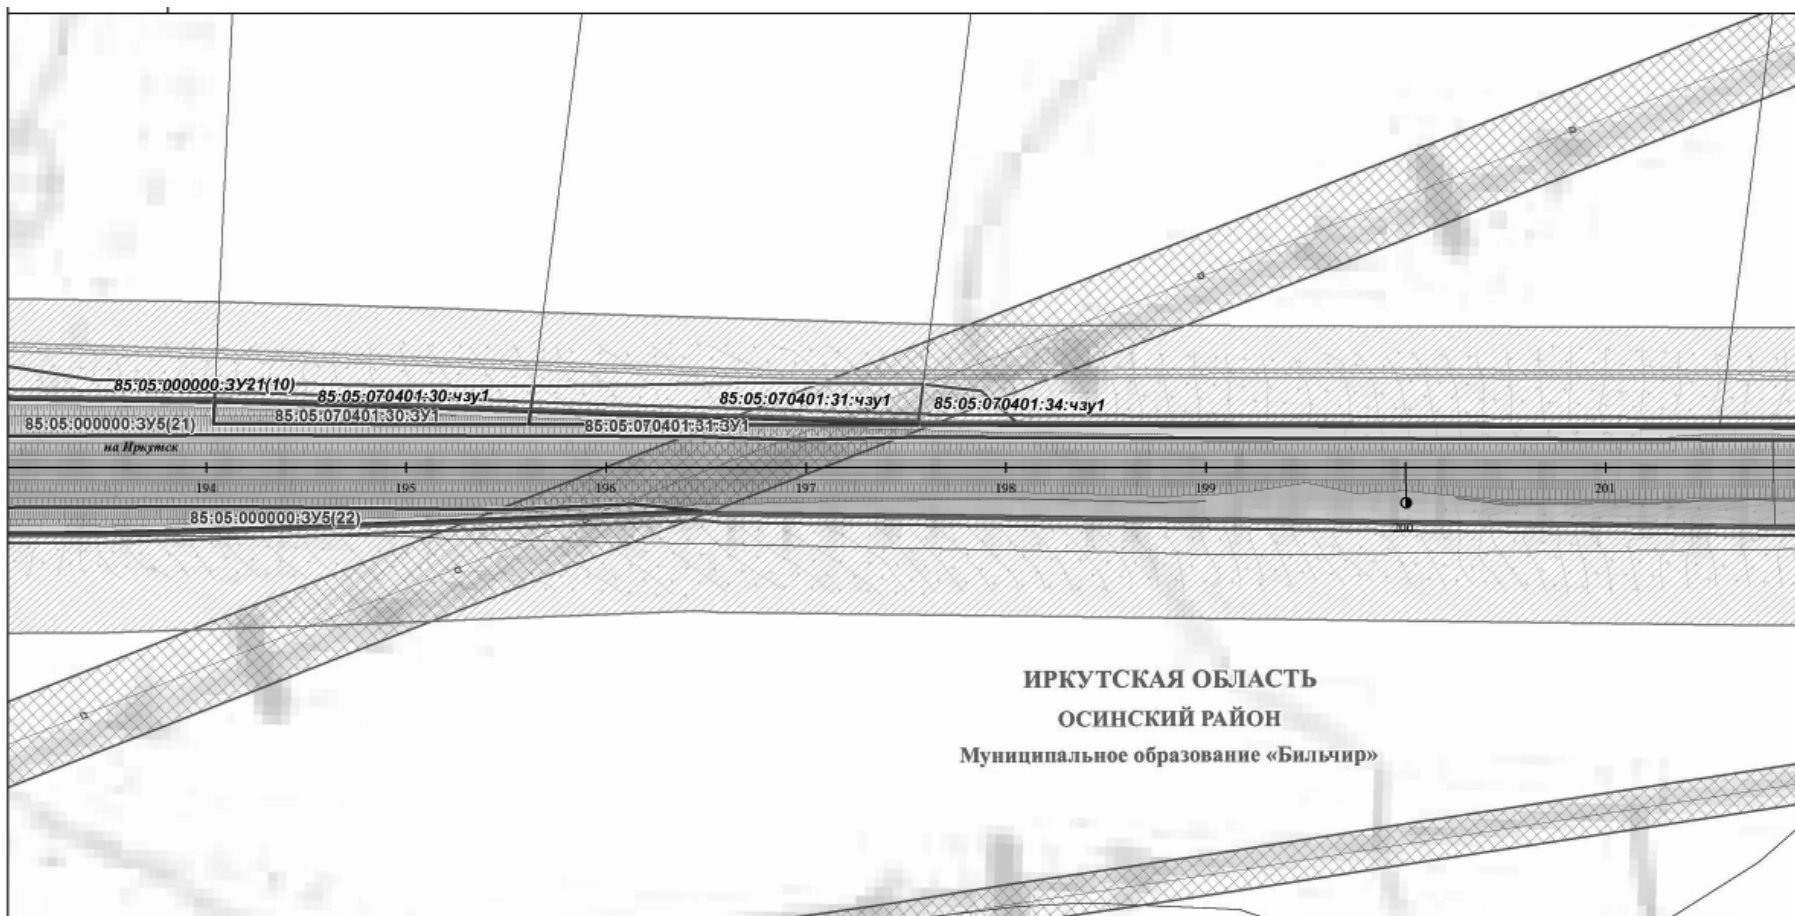 85:05:000000:ЗУ21(10)
85:05:070401:30:чзу1
85:05:070401:31:чзу1
85:05:070401:34:чзу1
85:05:070401:30:ЗУ1
85:05:000000:ЗУ5(21)
85:05:070401:31:ЗУ1
на Иркутск
194
195
196
197
198
199
201
85:05:000000:ЗУ5(22)
200
ИРКУТСКАЯ ОБЛАСТЬ
ОСИНСКИЙ РАЙОН
Муниципальное образование «Бильчир»